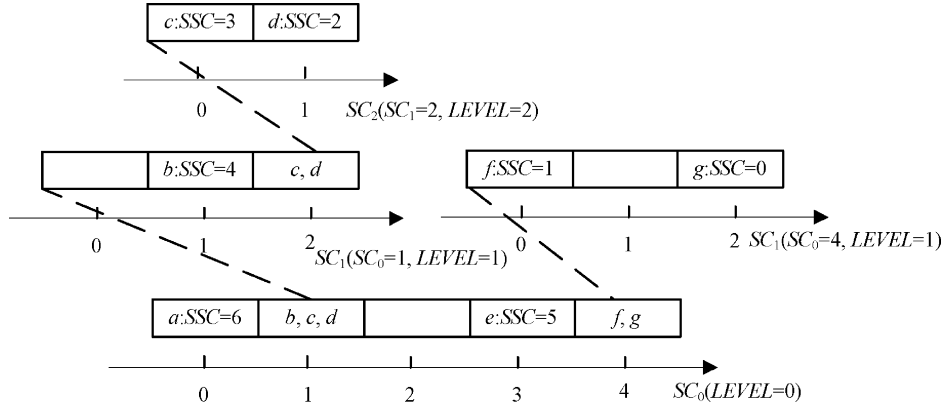 c:SSC=3 d:SSC=2
0 1 SC₂(SC₁=2, LEVEL=2)
b:SSC=4 c, d f:SSC=1 g:SSC=0
0 1 2 SC₁(SC₀=1, LEVEL=1) 0 1 2 SC₁(SC₀=4, LEVEL=1)
a:SSC=6 b, c, d e:SSC=5 f, g
0 1 2 3 4 SC₀(LEVEL=0)